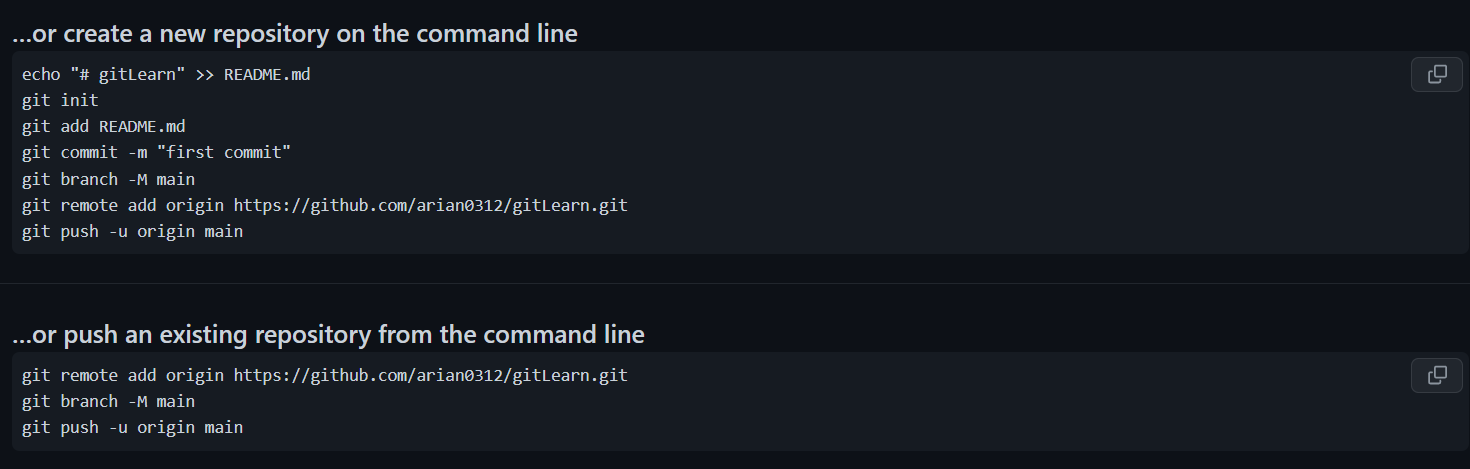 ...or create a new repository on the command line
echo "# gitLearn" >> README.md
git init
git add README.md
git commit -m "first commit"
git branch -M main
git remote add origin https://github.com/arian0312/gitLearn.git
git push -u origin main
...or push an existing repository from the command line
git remote add origin https://github.com/arian0312/gitLearn.git
git branch -M main
git push -u origin main